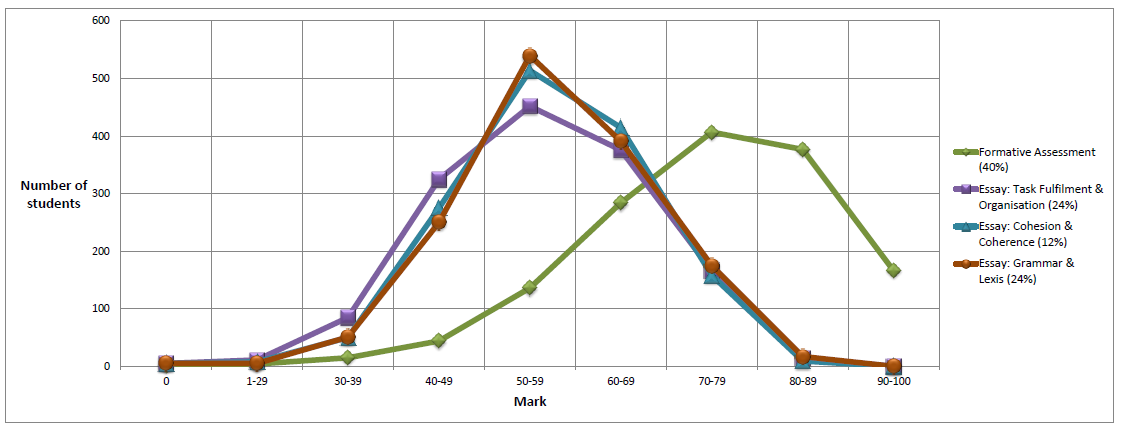 600
500
400
300
200
100
0
Number of
students
0 1-29 30-39 40-49 50-59 60-69 70-79 80-89 90-100
Mark
Formative Assessment
(40%)
Essay: Task Fulfilment &
Organisation (24%)
Essay: Cohesion &
Coherence (12%)
Essay: Grammar &
Lexis (24%)